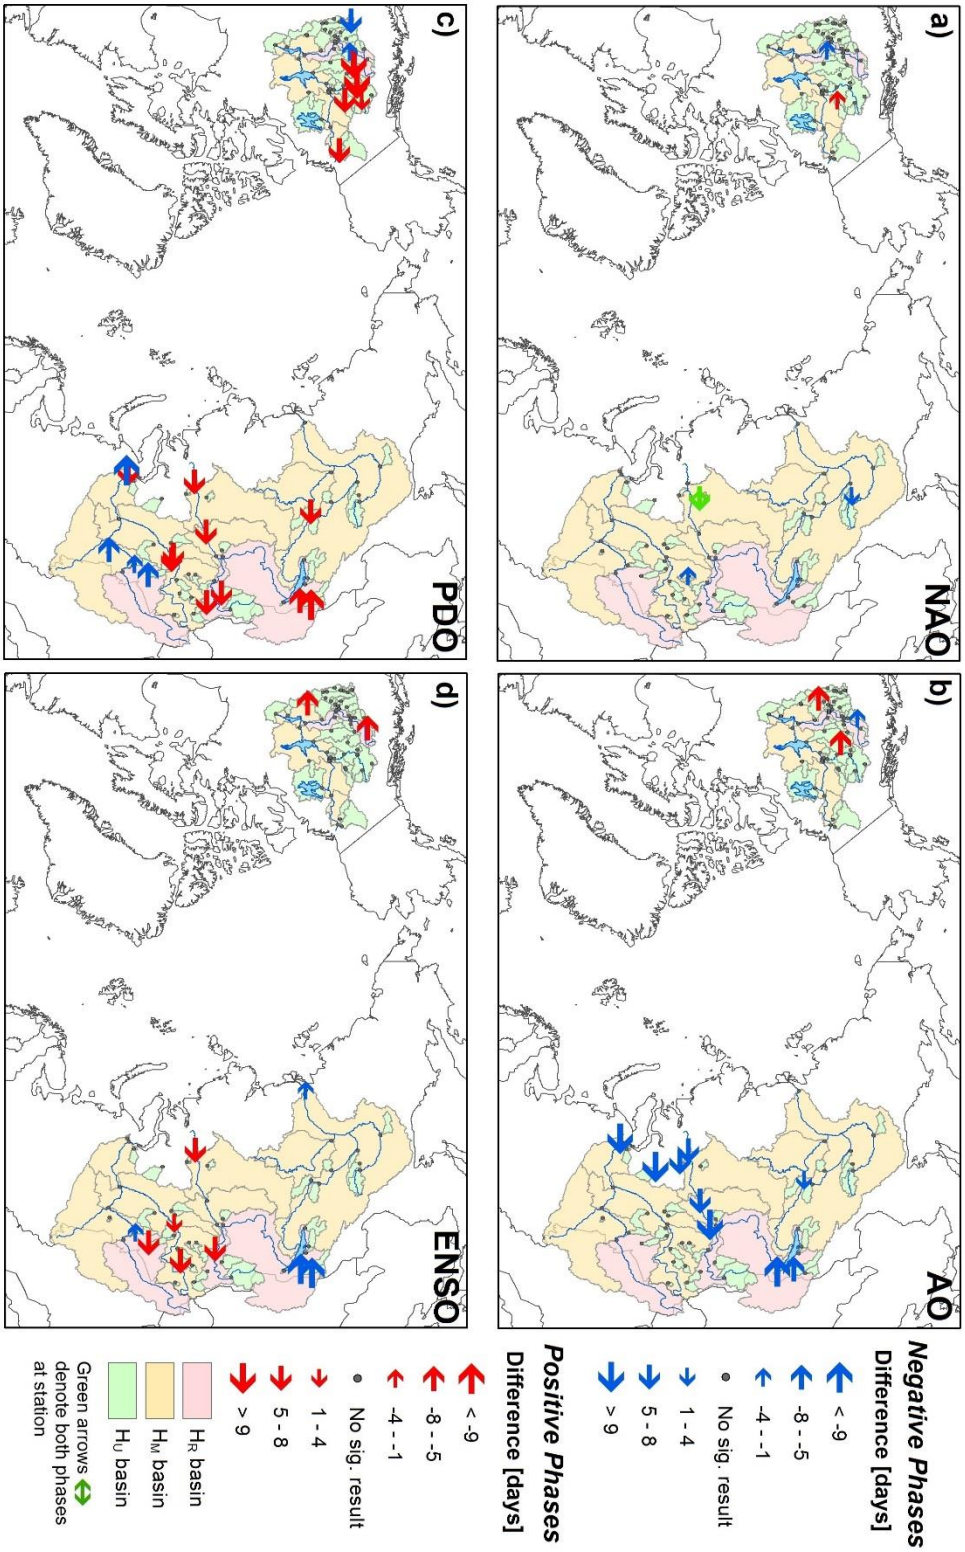 a)
NAO
b)
AO
c)
PDO
d)
ENSO
Negative Phases
Difference [days]
< -9
-8 - -5
-4 - -1
No sig. result
1 - 4
5 - 8
> 9
Positive Phases
Difference [days]
< -9
-8 - -5
-4 - -1
No sig. result
1 - 4
5 - 8
> 9
HR basin
HM basin
HU basin
Green arrows
denote both phases
at station